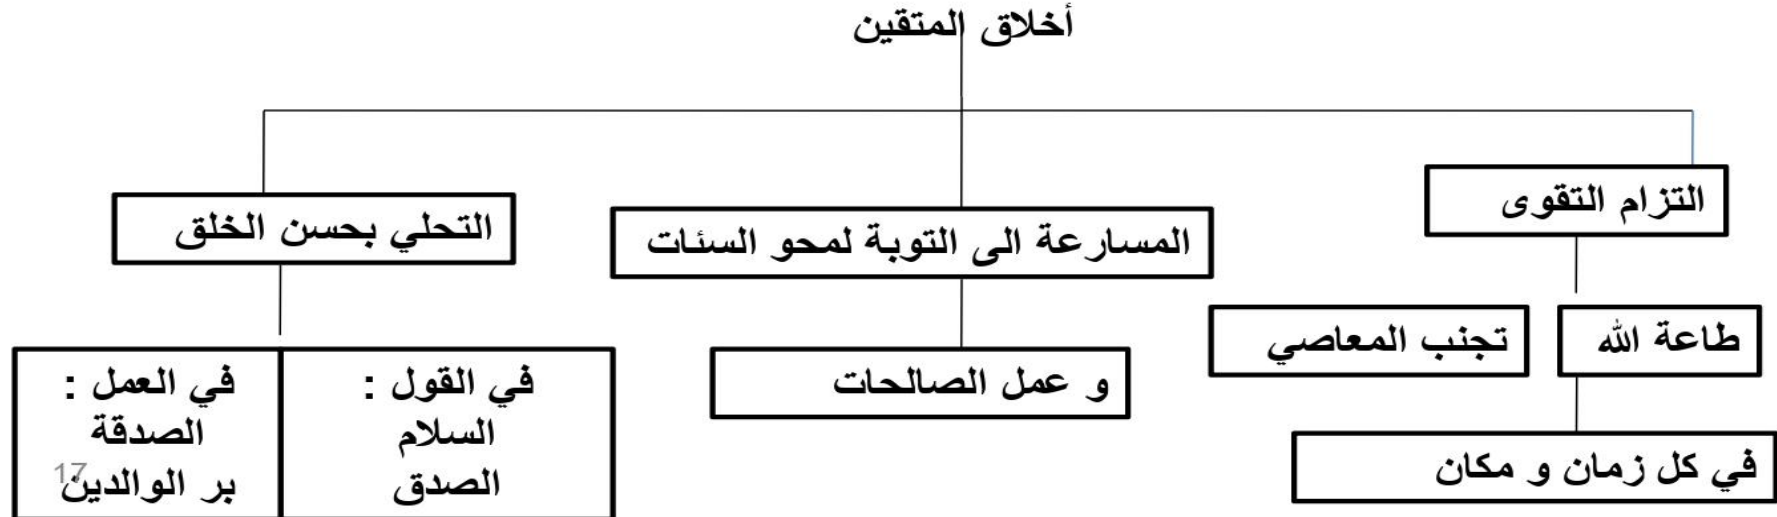 أخلاق المتقين
التزام التقوى
المسارعة الى التوبة لمحو السئات
التحلي بحسن الخلق
طاعة الله
تجنب المعاصي
في كل زمان و مكان
و عمل الصالحات
في القول :
السلام
الصدق
في العمل :
الصدقة
بر الوالدين
17